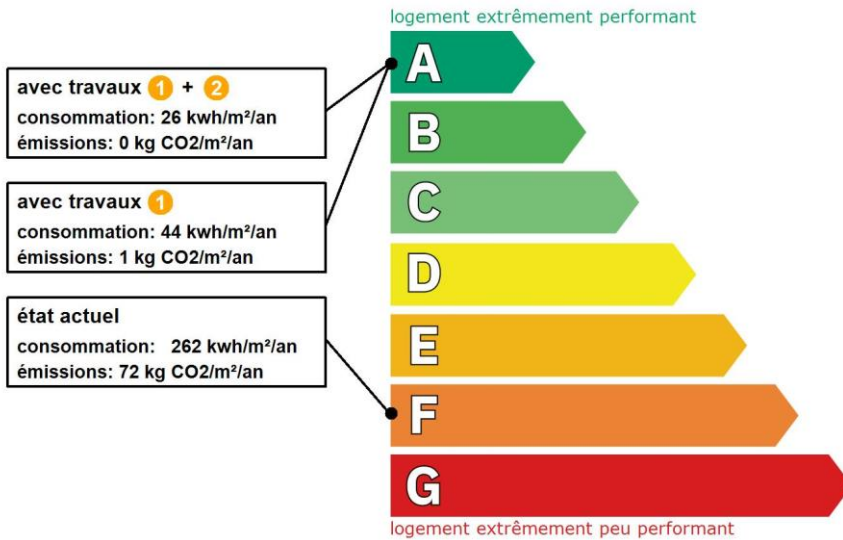 logement extrêmement performant
avec travaux 1 + 2
consommation: 26 kwh/m²/an
émissions: 0 kg CO2/m²/an
avec travaux 1
consommation: 44 kwh/m²/an
émissions: 1 kg CO2/m²/an
état actuel
consommation: 262 kwh/m²/an
émissions: 72 kg CO2/m²/an
A
B
C
D
E
F
G
logement extrêmement peu performant